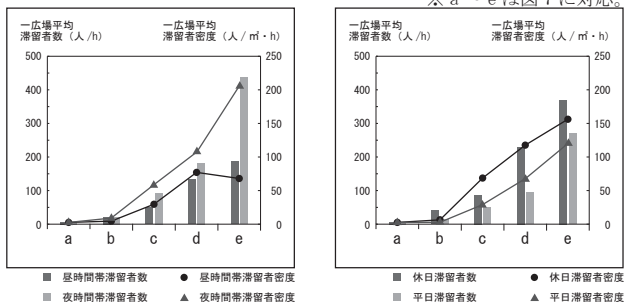 ※ a ~ e は図7に対応。
一広場平均
滞留者数（人/h）
一広場平均
滞留者密度（人/㎡・h）
500
400
300
200
100
0
250
200
150
100
50
0
a b c d e
■ 昼時間帯滞留者数 ● 昼時間帯滞留者密度
■ 夜時間帯滞留者数 ▲ 夜時間帯滞留者密度
一広場平均
滞留者数（人/h）
一広場平均
滞留者密度（人/㎡・h）
500
400
300
200
100
0
250
200
150
100
50
0
a b c d e
■ 休日滞留者数 ● 休日滞留者密度
■ 平日滞留者数 ▲ 平日滞留者密度